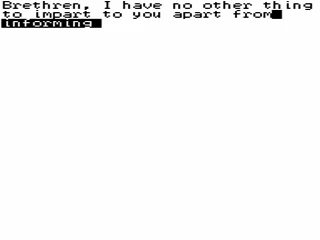 Brethren, I have no other thing
to impart to you apart from
informing